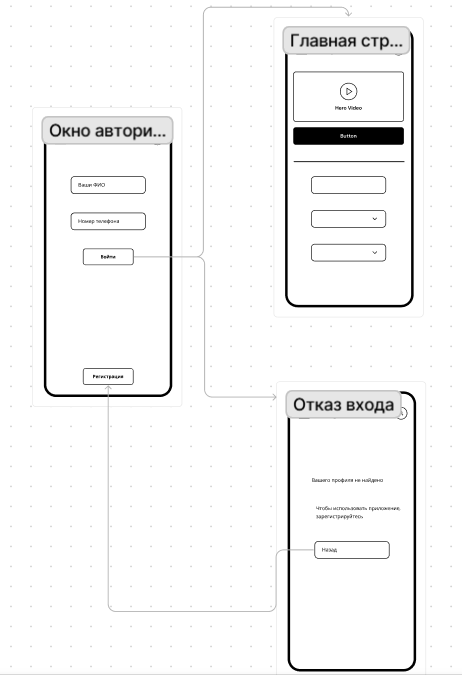 Главная стр...
Hero Video
Button
Окно автори...
Ваши ФИО
Номер телефона
Войти
Регистрация
Отказ входа
Вашего профиля не найдено
Чтобы использовать приложение,
зарегистрируйтесь
Назад